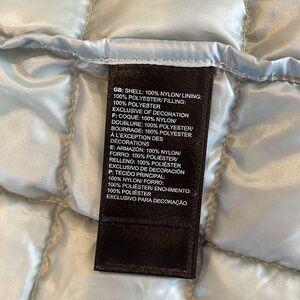 GB: SHELL: 100% NYLON/ LINING:
100% POLYESTER/ FILLING:
100% POLYESTER
EXCLUSIVE OF DECORATION
F: COQUE: 100% NYLON/
DOUBLURE: 100% POLYESTER/
BOURRAGE: 100% POLYESTER
À L'EXCEPTION DES
DÉCORATIONS
E: ARMAZÓN: 100% NYLON/
FORRO: 100% POLIÉSTER/
RELLENO: 100% POLIÉSTER
EXCLUSIVO DE DECORACIÓN
P: TECIDO PRINCIPAL:
100% NYLON/ FORRO:
100% POLIÉSTER/ ENCHIMENTO:
100% POLIÉSTER
EXCLUSIVO PARA DECORAÇÃO